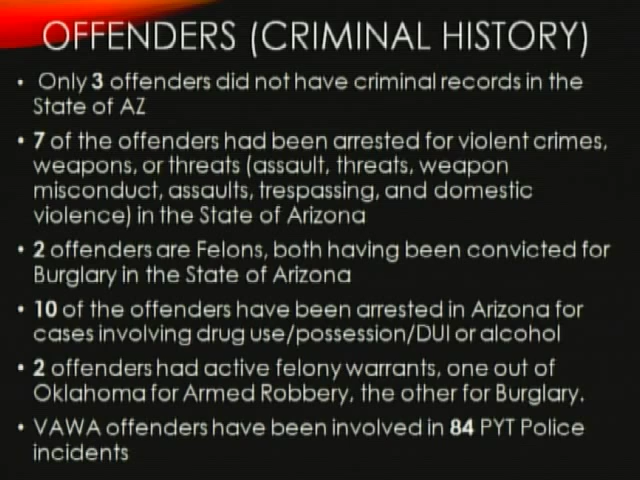 OFFENDERS (CRIMINAL HISTORY)
• Only 3 offenders did not have criminal records in the
State of AZ
• 7 of the offenders had been arrested for violent crimes,
weapons, or threats (assault, threats, weapon
misconduct, assaults, trespassing, and domestic
violence) in the State of Arizona
• 2 offenders are Felons, both having been convicted for
Burglary in the State of Arizona
• 10 of the offenders have been arrested in Arizona for
cases involving drug use/possession/DUI or alcohol
• 2 offenders had active felony warrants, one out of
Oklahoma for Armed Robbery, the other for Burglary.
• VAWA offenders have been involved in 84 PYT Police
incidents